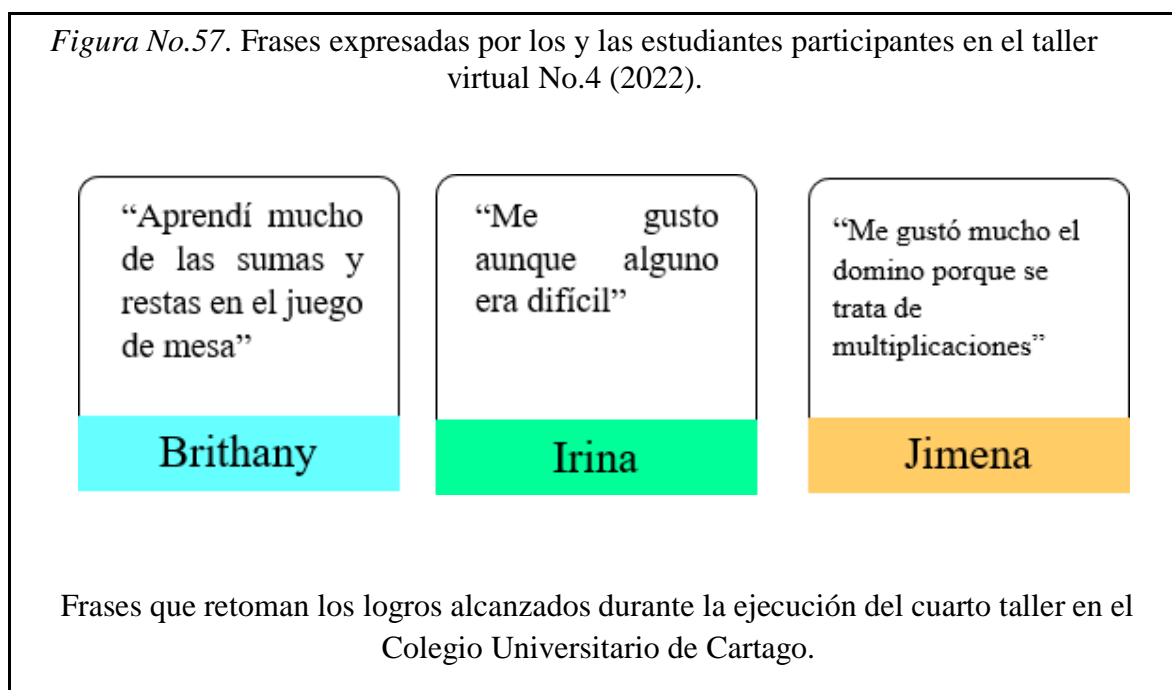 Figura No.57. Frases expresadas por los y las estudiantes participantes en el taller
virtual No.4 (2022).
“Aprendí mucho
de las sumas y
restas en el juego
de mesa”
Brithany
“Me gusto
aunque alguno
era difícil”
Irina
“Me gustó mucho el
domino porque se
trata de
multiplicaciones”
Jimena
Frases que retoman los logros alcanzados durante la ejecución del cuarto taller en el
Colegio Universitario de Cartago.